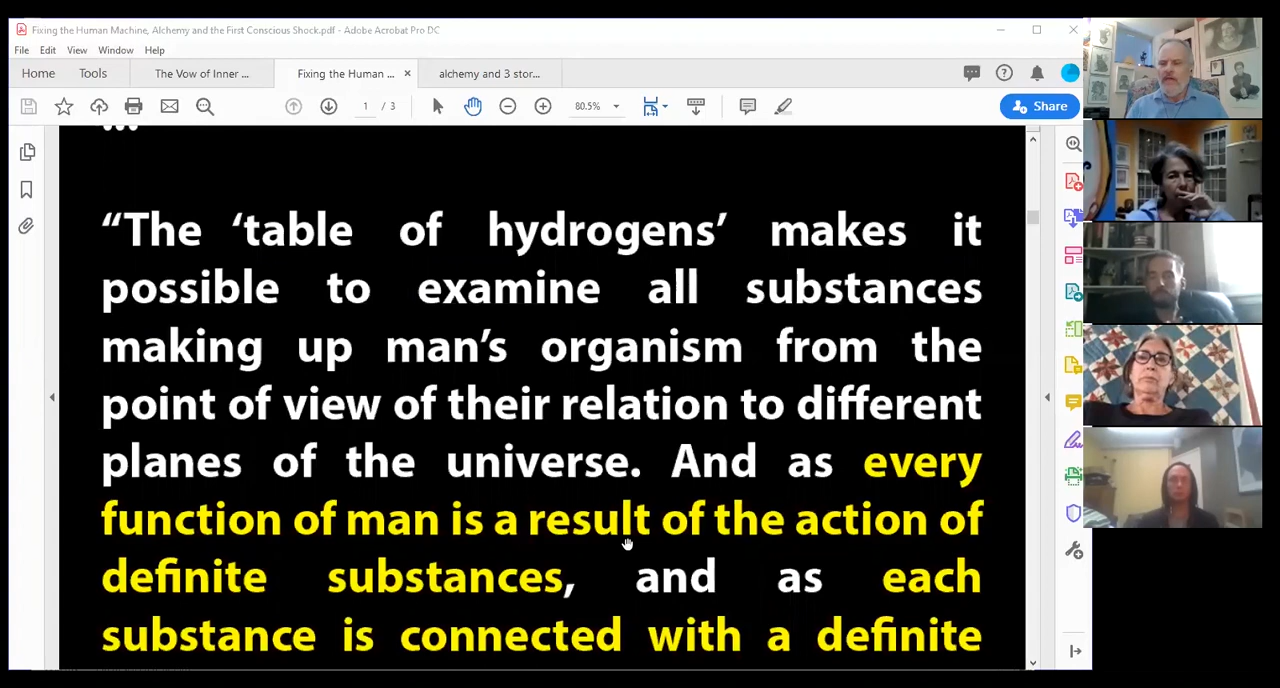 Fixing the Human Machine, Alchemy and the First Conscious Shock.pdf - Adobe Acrobat Pro DC
File Edit View Window Help
Home Tools The Vow of Inner ... Fixing the Human ... × alchemy and 3 stor...
1 / 3 80.5% Share
...
“The ‘table of hydrogens’ makes it
possible to examine all substances
making up man’s organism from the
point of view of their relation to different
planes of the universe. And as every
function of man is a result of the action of
definite substances, and as each
substance is connected with a definite